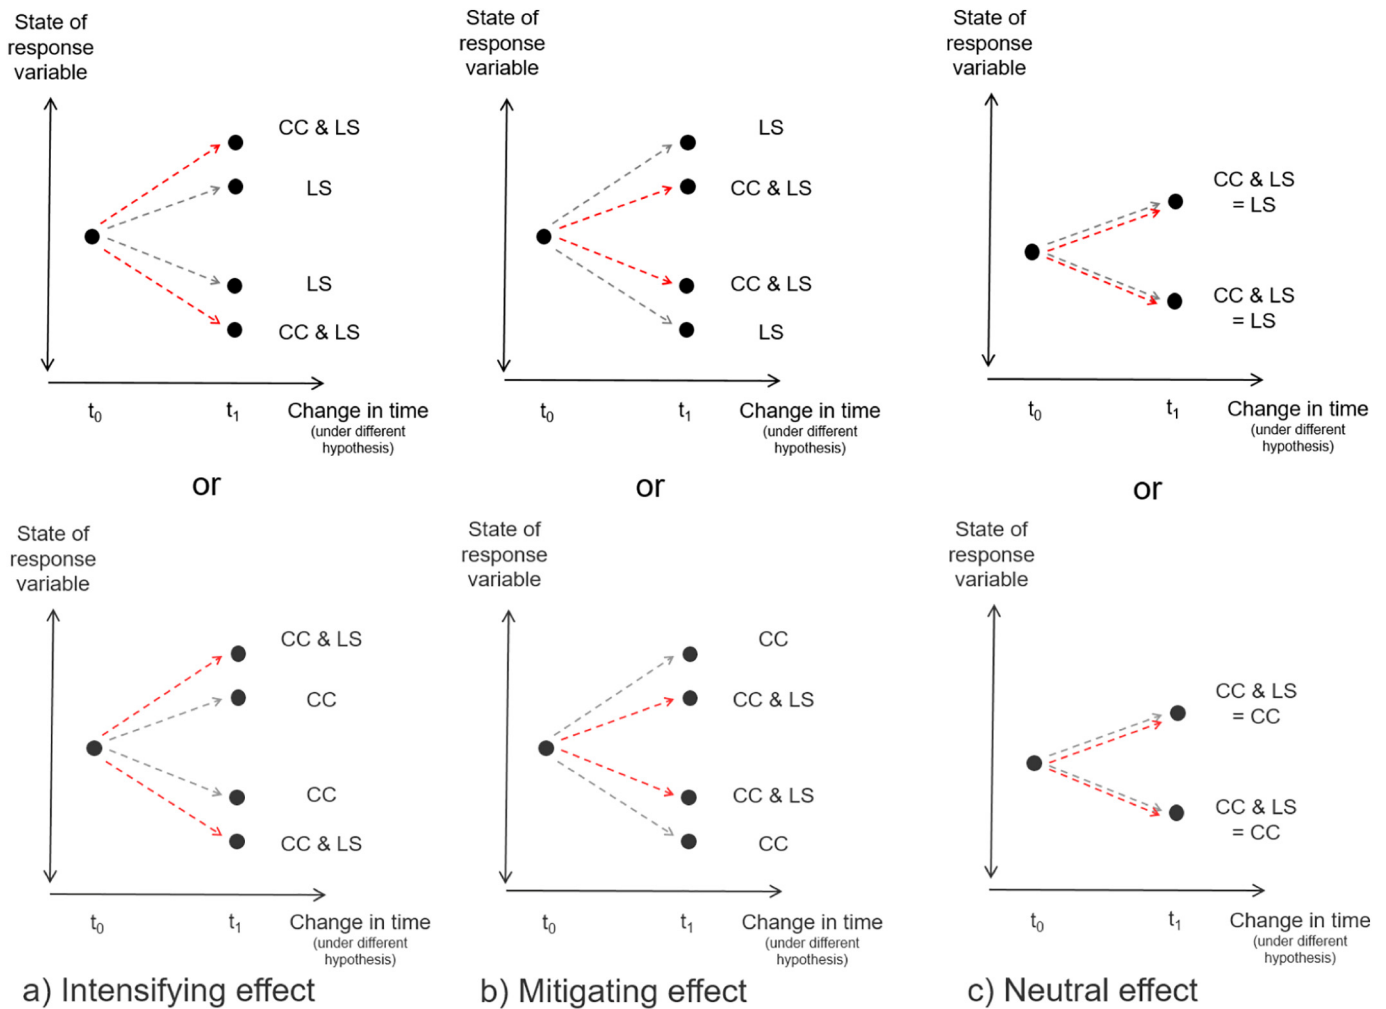 State of
response
variable
CC & LS
LS
LS
CC & LS
t0
t1
Change in time
(under different
hypothesis)
State of
response
variable
LS
CC & LS
CC & LS
LS
t0
t1
Change in time
(under different
hypothesis)
State of
response
variable
CC & LS
= LS
CC & LS
= LS
t0
t1
Change in time
(under different
hypothesis)
or
or
or
State of
response
variable
CC & LS
CC
CC
CC & LS
t0
t1
Change in time
(under different
hypothesis)
a) Intensifying effect
State of
response
variable
CC
CC & LS
CC & LS
CC
t0
t1
Change in time
(under different
hypothesis)
b) Mitigating effect
State of
response
variable
CC & LS
= CC
CC & LS
= CC
t0
t1
Change in time
(under different
hypothesis)
c) Neutral effect